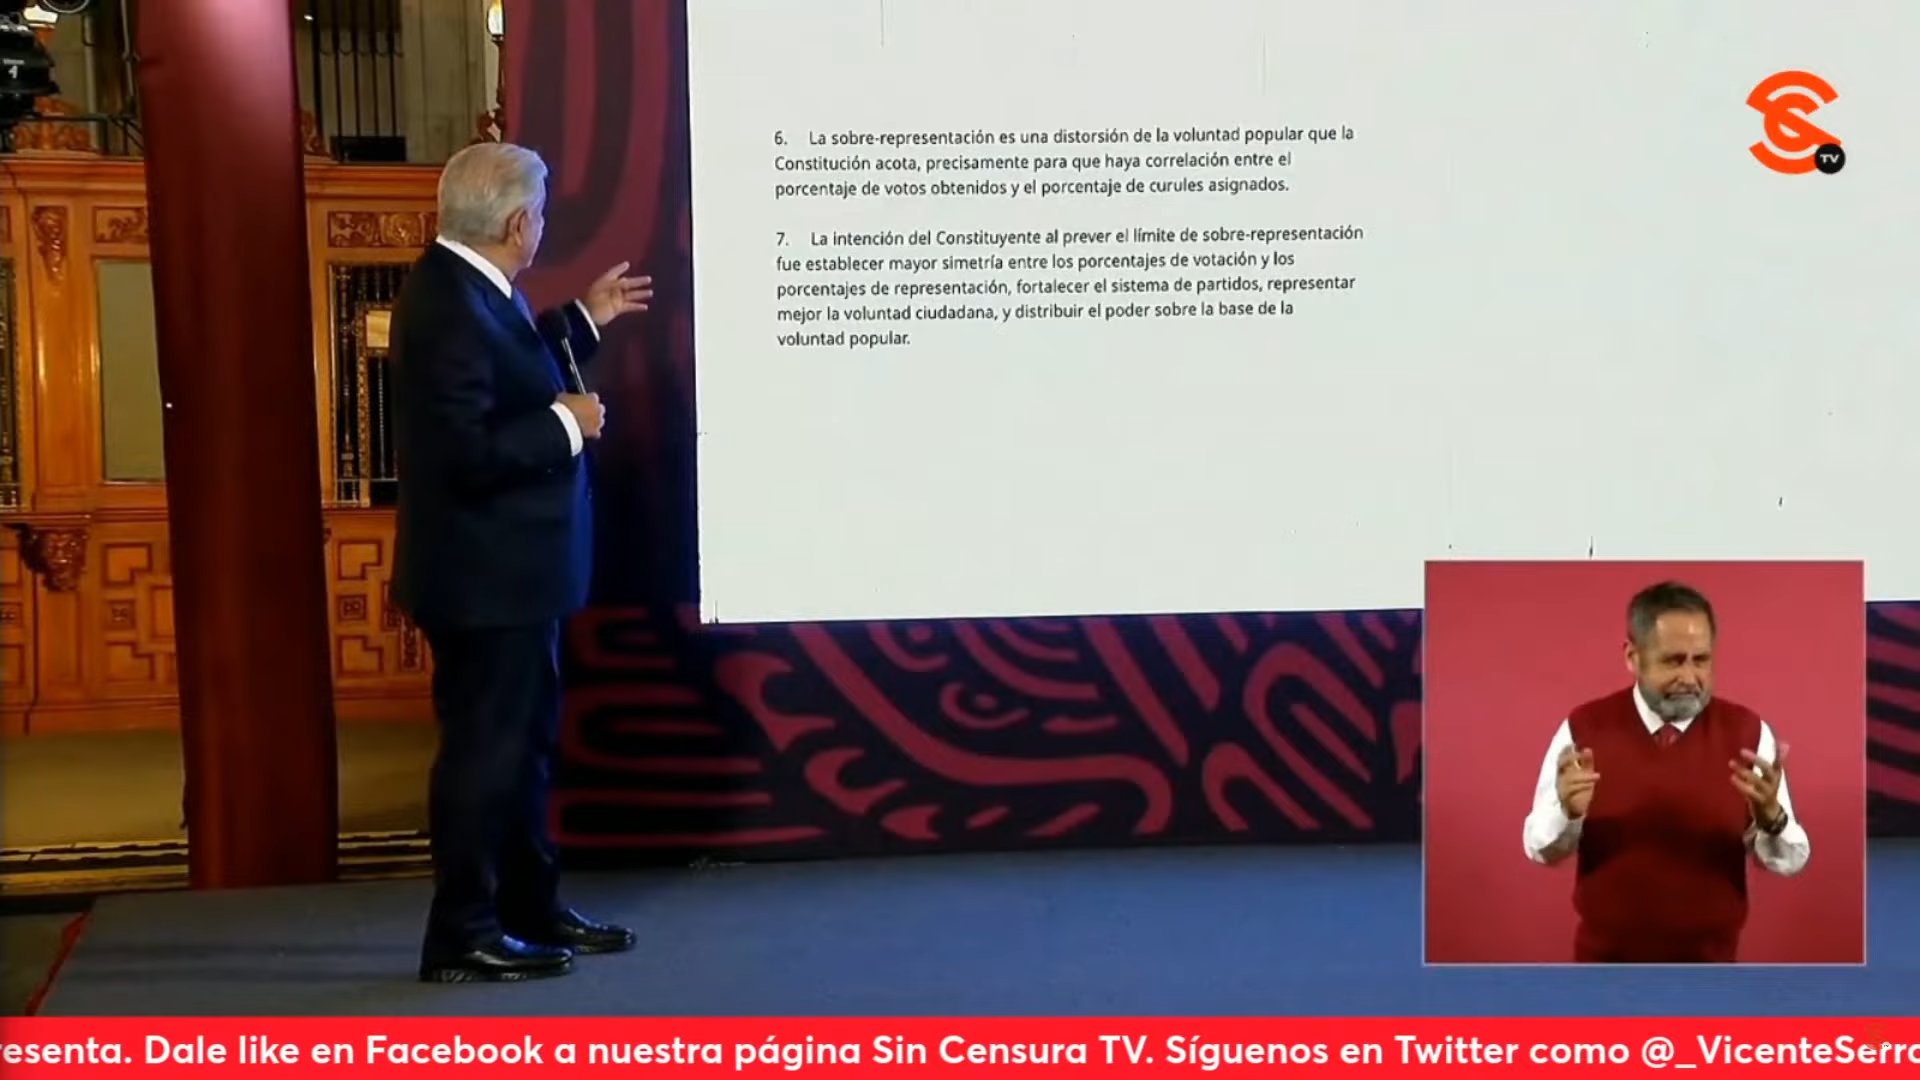 6. La sobre-representación es una distorsión de la voluntad popular que la
Constitución acota, precisamente para que haya correlación entre el
porcentaje de votos obtenidos y el porcentaje de curules asignados.
7. La intención del Constituyente al prever el límite de sobre-representación
fue establecer mayor simetría entre los porcentajes de votación y los
porcentajes de representación, fortalecer el sistema de partidos, representar
mejor la voluntad ciudadana, y distribuir el poder sobre la base de la
voluntad popular.
TV
1
esenta. Dale like en Facebook a nuestra página Sin Censura TV. Síguenos en Twitter como @_VicenteSerra